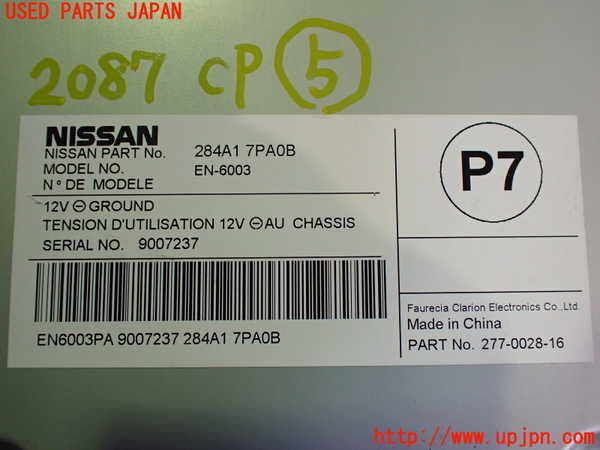 USED PARTS JAPAN
2087 CP 5
NISSAN
NISSAN PART No. 284A1 7PA0B
MODEL NO. EN-6003
N° DE MODELE
12V ⊖ GROUND
TENSION D'UTILISATION 12V ⊖ AU CHASSIS
SERIAL NO. 9007237
EN6003PA 9007237 284A1 7PA0B
P7
Faurecia Clarion Electronics Co.,Ltd.
Made in China
PART No. 277-0028-16
http://www.upjpn.com/